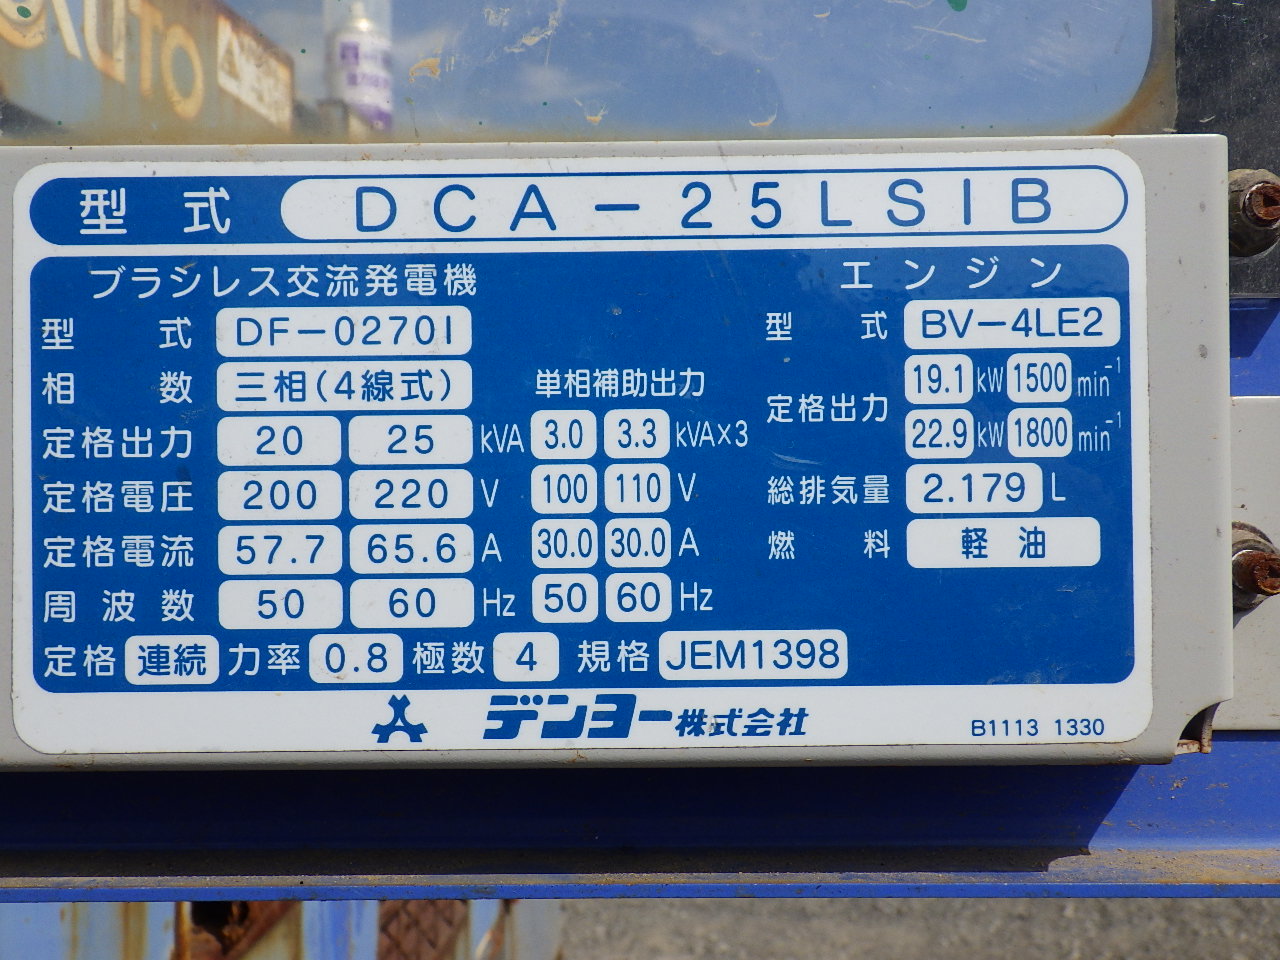 AUTO
型式 DCA-25LSIB
ブラシレス交流発電機
型式 DF-0270I
相数 三相(4線式)
単相補助出力
定格出力 20 25 kVA 3.0 3.3 kVA×3
定格電圧 200 220 V 100 110 V
定格電流 57.7 65.6 A 30.0 30.0 A
周波数 50 60 Hz 50 60 Hz
定格 連続 力率 0.8 極数 4 規格 JEM1398
エンジン
型式 BV-4LE2
定格出力 19.1 kW 1500 min⁻¹
22.9 kW 1800 min⁻¹
総排気量 2.179 L
燃料 軽油
デンヨー株式会社
B1113 1330